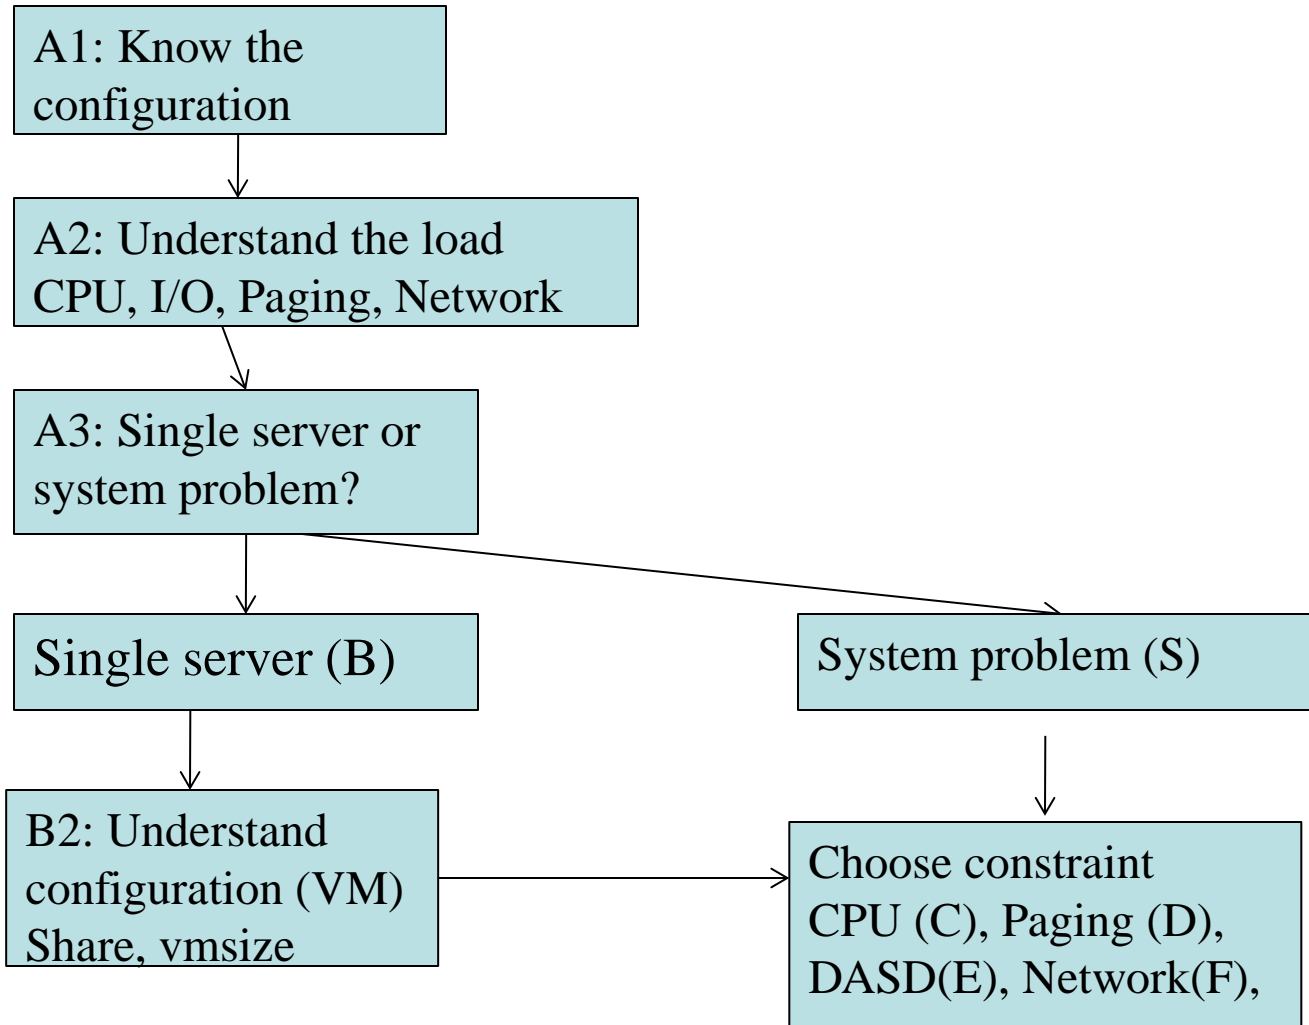 A1: Know the
configuration
A2: Understand the load
CPU, I/O, Paging, Network
A3: Single server or
system problem?
Single server (B)
System problem (S)
B2: Understand
configuration (VM)
Share, vmsize
Choose constraint
CPU (C), Paging (D),
DASD(E), Network(F),